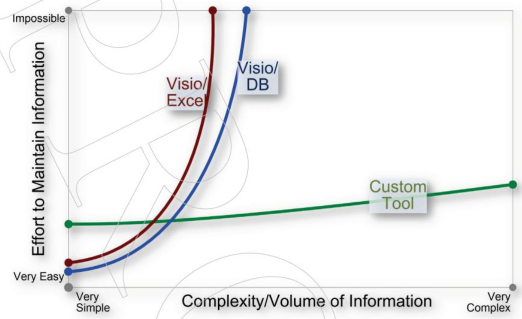 Impossible
Effort to Maintain Information
Visio/
Excel
Visio/
DB
Custom
Tool
Very Easy
Very
Simple
Complexity/Volume of Information
Very
Complex